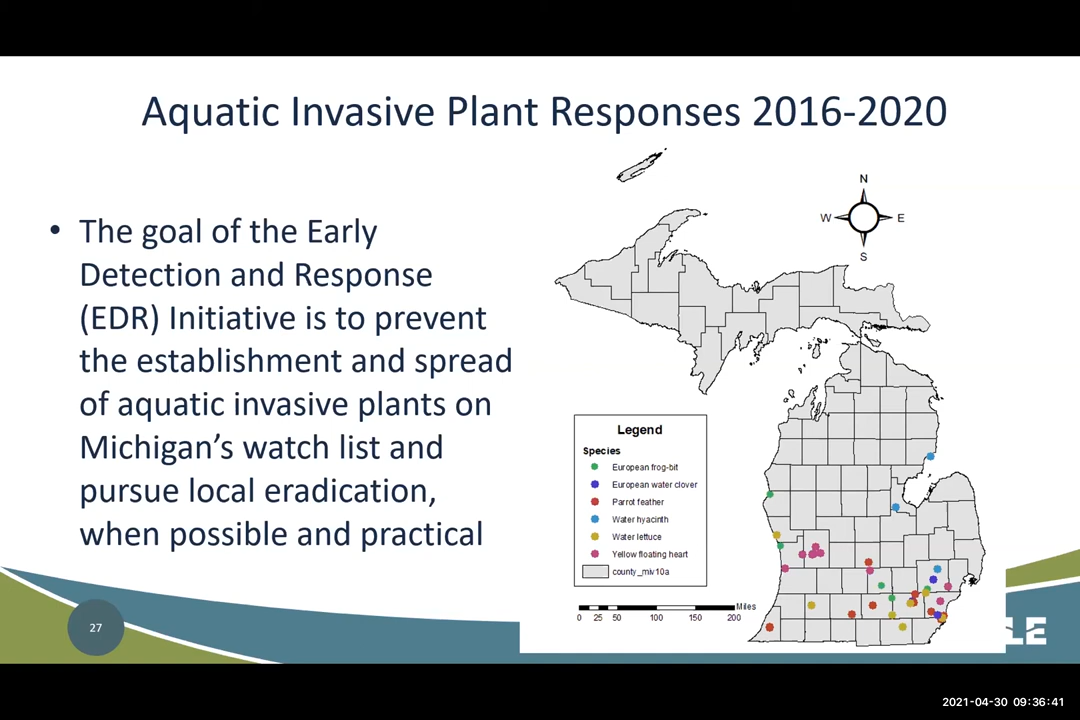 Aquatic Invasive Plant Responses 2016-2020
• The goal of the Early
Detection and Response
(EDR) Initiative is to prevent
the establishment and spread
of aquatic invasive plants on
Michigan’s watch list and
pursue local eradication,
when possible and practical
N
W E
S
Legend
Species
European frog-bit
European water clover
Parrot feather
Water hyacinth
Water lettuce
Yellow floating heart
county_miv10a
Miles
0 25 50 100 150 200
27
LE
2021-04-30 09:36:41